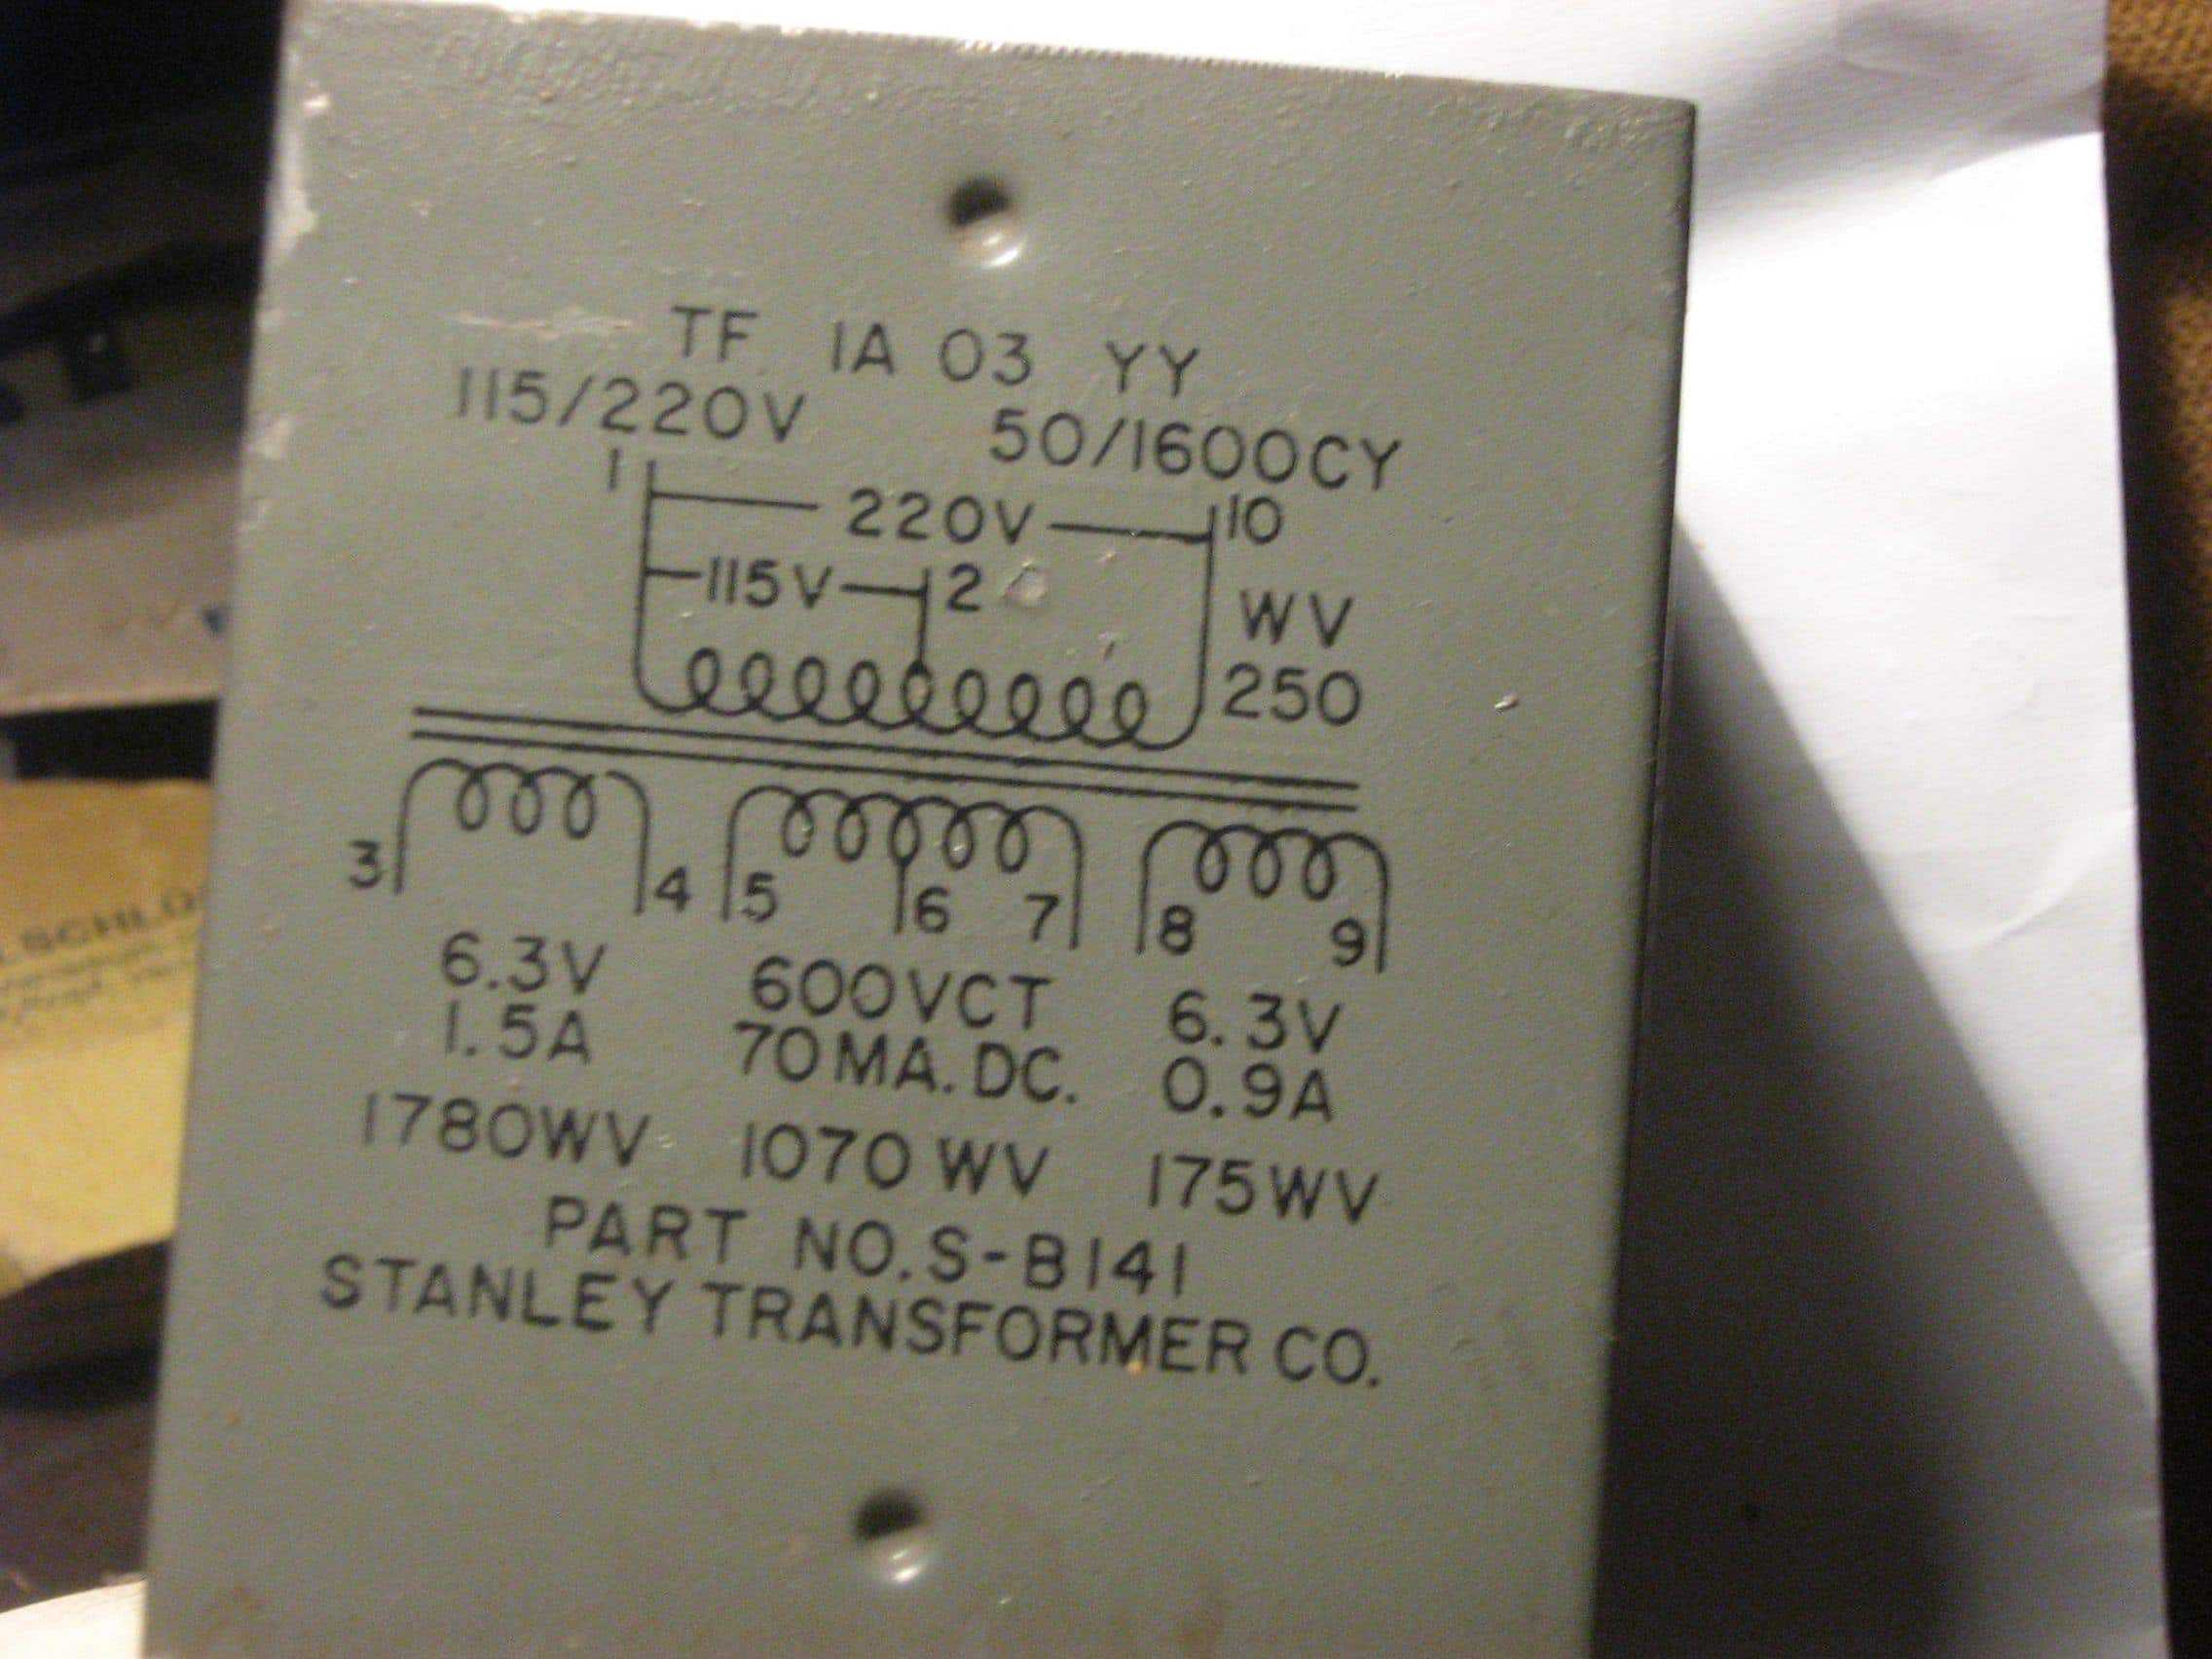 TF 1A 03 YY
115/220V 50/1600CY
1 220V 10
115V 2 WV
250
3 4 5 6 7 8 9
6.3V 600VCT 6.3V
1.5A 70MA.DC. 0.9A
1780WV 1070WV 175WV
PART NO.S-B141
STANLEY TRANSFORMER CO.